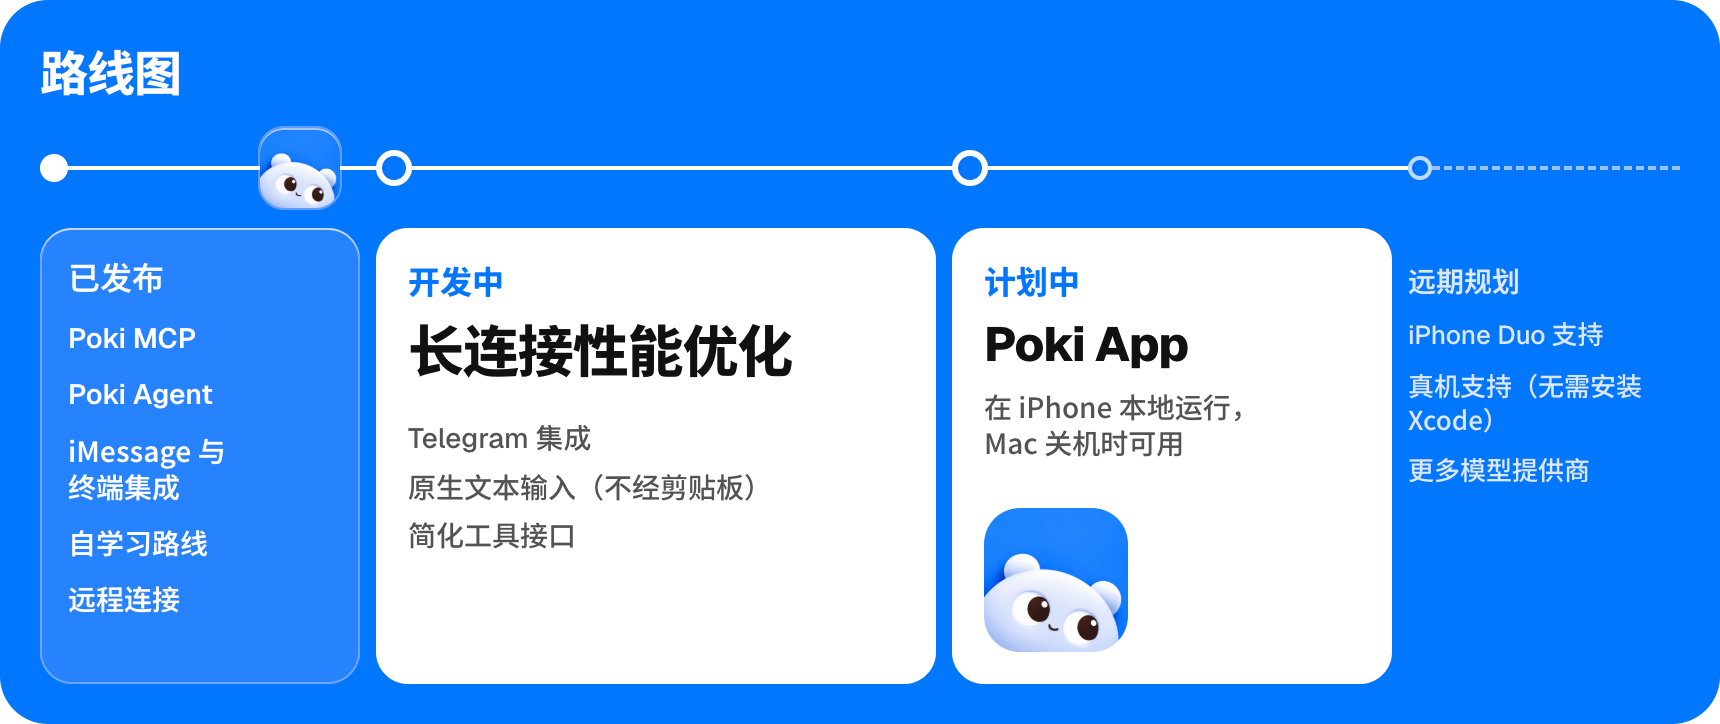 路线图
已发布
Poki MCP
Poki Agent
iMessage 与
终端集成
自学习路线
远程连接
开发中
长连接性能优化
Telegram 集成
原生文本输入（不经剪贴板）
简化工具接口
计划中
Poki App
在 iPhone 本地运行，
Mac 关机时可用
远期规划
iPhone Duo 支持
真机支持（无需安装
Xcode）
更多模型提供商